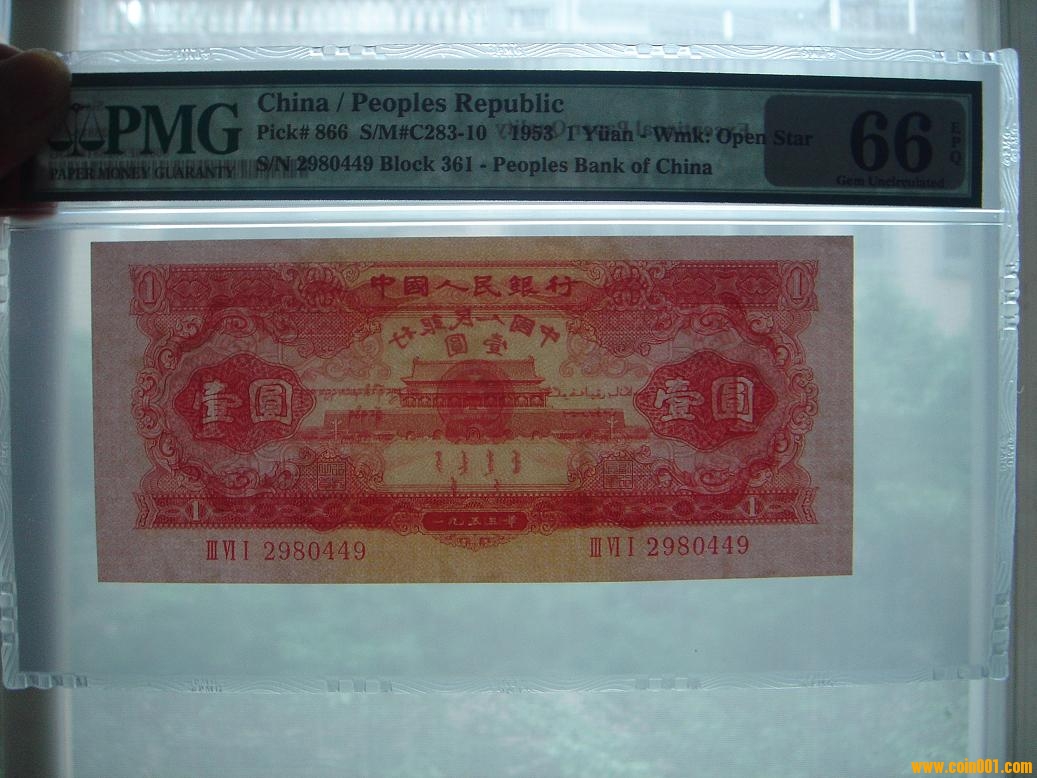 PMG
PAPER MONEY GUARANTY
China / Peoples Republic
Pick# 866 S/M#C283-10 1953 1 Yuan - Wmk: Open Star
S/N 2980449 Block 361 - Peoples Bank of China
66
EPQ
Gem Uncirculated
1
中國人民銀行
1
中國人民銀行
壹圓
壹圓
壹圓
1
一九五三年
1
ⅢⅥⅠ 2980449
ⅢⅥⅠ 2980449
PMG
www.coin001.com